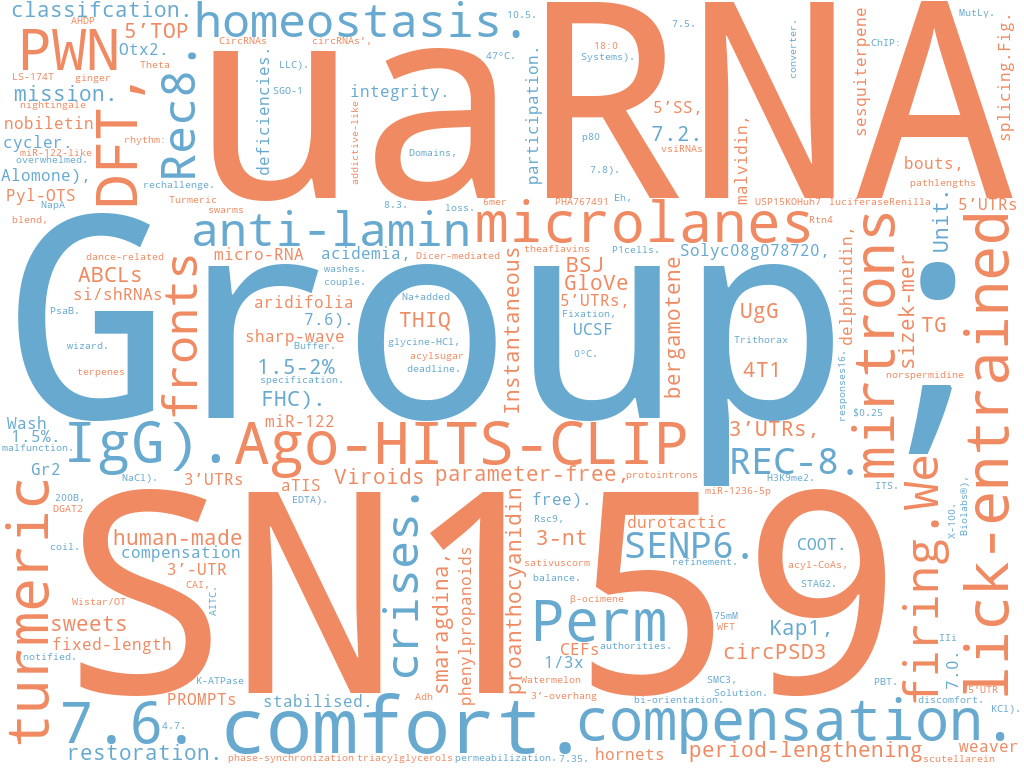 classifcation.
AHDP
homeostasis.
10.5.
uaRNA
7.5.
converter.
ChIP:
MutLy.
splicing.Fig.
PWN
5’TOP
Otx2.
Theta
CircRNAs
circRNAs’,
47°C.
18:0
Systems).
LS-174T
ginger
mission.
nightingale
nobiletin
cycler.
miR-122-like
overwhelmed.
Alomone),
Pyl-OTS
NapA
blend,
DFT,
rhythm:
Rec8.
rechallenge.
Turmeric
swarms
LLC).
SGO-1
deficiencies.
integrity.
addictive-like
Domains,
participation.
p80
7.8).
5’SS,
7.2.
vsiRNAs
malvidin,
sesquiterpene
bouts,
pathlengths
8.3.
loss.
6mer
PHA767491
Eh,
USP15KOHuh7
luciferaseRenilla
5’UTRs
Rtn4
Unit.
anti-lamin
microlanes
Group;
dance-related
ABCLs
si/shRNAs
PsaB.
wizard.
terpenes
fronts
micro-RNA
acidemia,
Dicer-mediated
theaflavins
P1cells.
Solyc08g078720,
washes.
couple.
aridifolia
7.6).
sharp-wave
Buffer.
1.5-2%
specification.
FHC).
miR-122
Na+added
THIQ
glycine-HCl,
acylsugar
deadline.
Instantaneous
BSJ
GloVe
5’UTRs,
Fixation,
UCSF
0°C.
bergamotene
UgG
Trithorax
4T1
delphinidin,
responses16.
mirtrons
sizek-mer
TG
norspermidine
$0.25
lick-entrained
Wash
1.5%.
malfunction.
Gr2
IgG).
Ago-HITS-CLIP
3’UTRs,
REC-8.
NaCl).
3’UTRs
aTIS
EDTA).
Viroids
parameter-free,
protointrons
miR-1236-5p
H3K9me2.
ITS.
firing.We
X-100.
Biolabs®),
200B,
DGAT2
turmeric
coil.
SN159
human-made
compensation
3’-UTR
CAI,
AITC.
Wistar/OT
sweets
fixed-length
notified.
crises.
smaragdina,
phenylpropanoids
proanthocyanidin
free).
Rsc9,
3-nt
sativuscorm
balance.
durotactic
SENP6.
refinement.
β-ocimene
Perm
CEFs
authorities.
1/3x
Watermelon
3’-overhang
COOT.
acyl-CoAs,
STAG2.
75mM
WFT
Kap1,
circPSD3
SMC3,
Solution.
bi-orientation.
PBT.
IIi
7.0.
5’UTR
discomfort.
KCl).
K-ATPase
PROMPTs
stabilised.
Adh
7.6.
4.7.
comfort.
compensation.
restoration.
phase-synchronization
triacylglycerols
permeabilization.
7.35.
hornets
period-lengthening
weaver
scutellarein